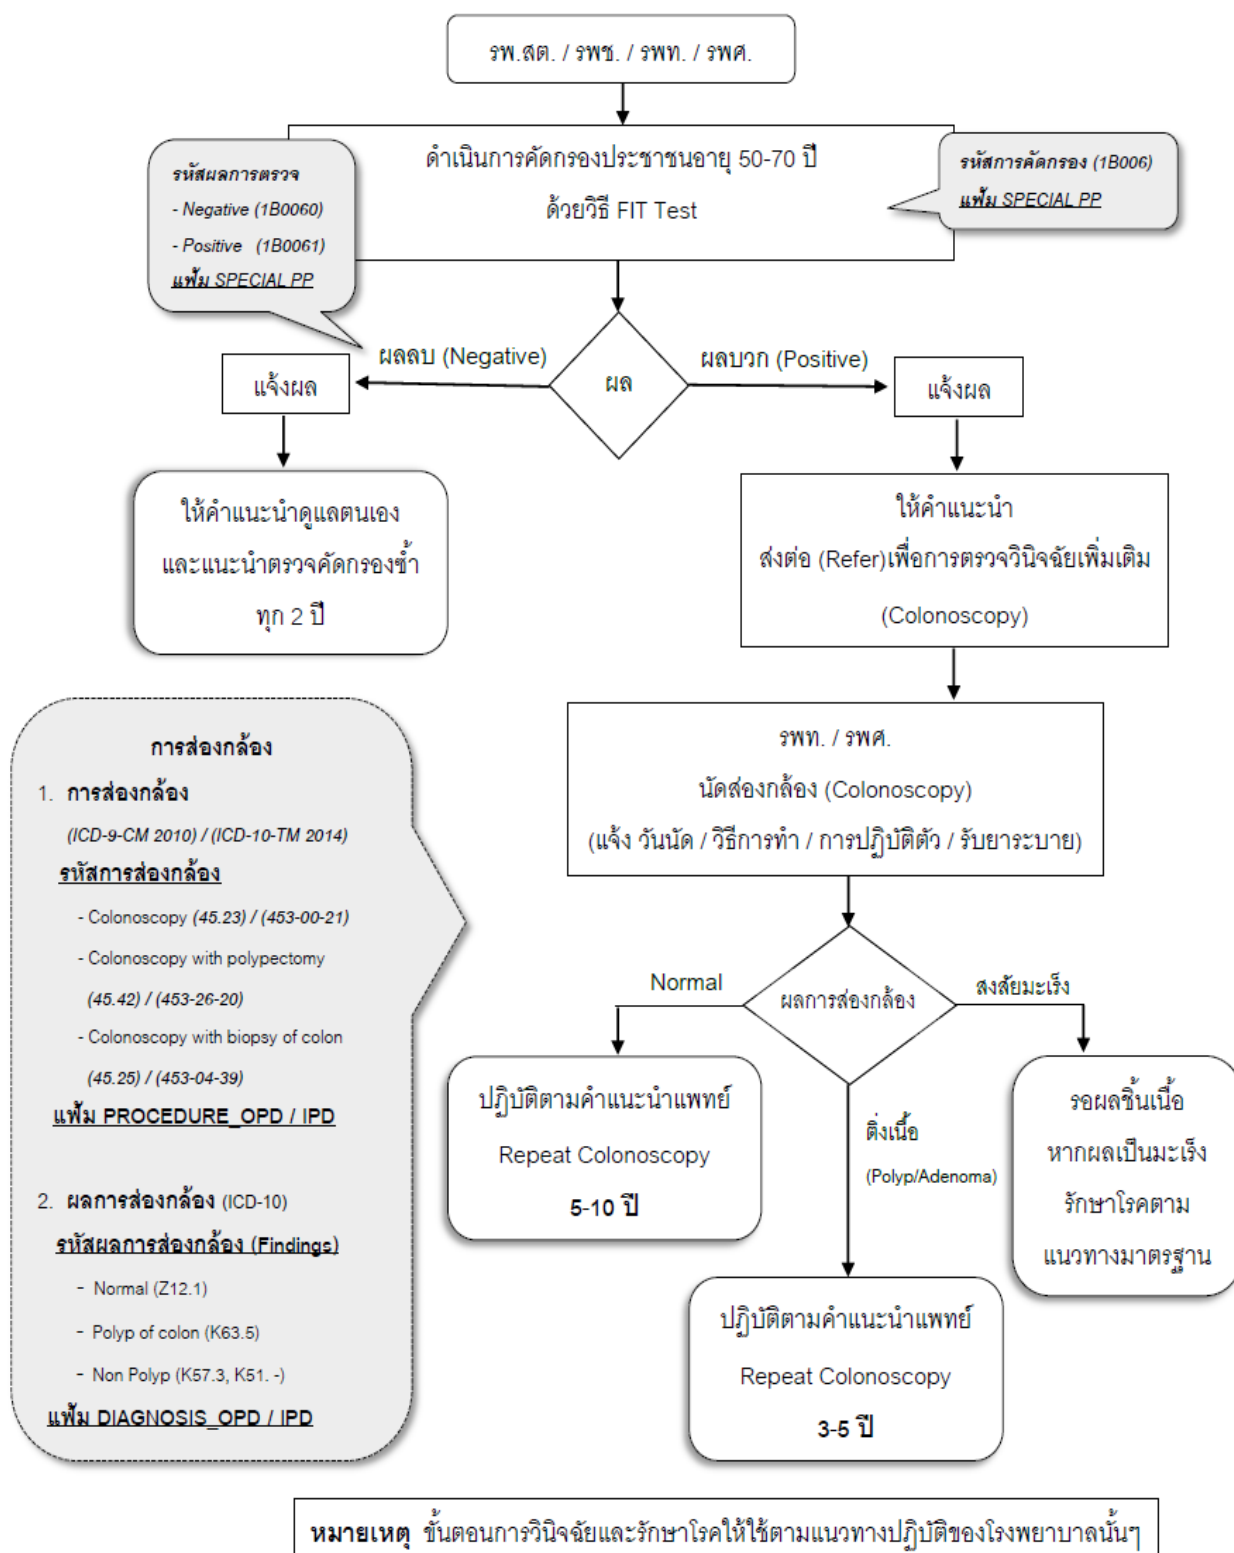 รพ.สต. / รพช. / รพท. / รพศ.
ดำเนินการคัดกรองประชาชนอายุ 50-70 ปี
ด้วยวิธี FIT Test
รหัสผลการตรวจ
- Negative (1B0060)
- Positive (1B0061)
แฟ้ม SPECIAL PP
รหัสการคัดกรอง (1B006)
แฟ้ม SPECIAL PP
ผลลบ (Negative)
ผล
ผลบวก (Positive)
แจ้งผล
แจ้งผล
ให้คำแนะนำดูแลตนเอง
และแนะนำตรวจคัดกรองซ้ำ
ทุก 2 ปี
ให้คำแนะนำ
ส่งต่อ (Refer)เพื่อการตรวจวินิจฉัยเพิ่มเติม
(Colonoscopy)
รพท. / รพศ.
นัดส่องกล้อง (Colonoscopy)
(แจ้ง วันนัด / วิธีการทำ / การปฏิบัติตัว / รับยาระบาย)
การส่องกล้อง
1. การส่องกล้อง
(ICD-9-CM 2010) / (ICD-10-TM 2014)
รหัสการส่องกล้อง
- Colonoscopy (45.23) / (453-00-21)
- Colonoscopy with polypectomy
(45.42) / (453-26-20)
- Colonoscopy with biopsy of colon
(45.25) / (453-04-39)
แฟ้ม PROCEDURE_OPD / IPD
2. ผลการส่องกล้อง (ICD-10)
รหัสผลการส่องกล้อง (Findings)
- Normal (Z12.1)
- Polyp of colon (K63.5)
- Non Polyp (K57.3, K51. -)
แฟ้ม DIAGNOSIS_OPD / IPD
Normal
ผลการส่องกล้อง
สงสัยมะเร็ง
ปฏิบัติตามคำแนะนำแพทย์
Repeat Colonoscopy
5-10 ปี
ติ่งเนื้อ
(Polyp/Adenoma)
รอผลชิ้นเนื้อ
หากผลเป็นมะเร็ง
รักษาโรคตาม
แนวทางมาตรฐาน
ปฏิบัติตามคำแนะนำแพทย์
Repeat Colonoscopy
3-5 ปี
หมายเหตุ ขั้นตอนการวินิจฉัยและรักษาโรคให้ใช้ตามแนวทางปฏิบัติของโรงพยาบาลนั้นๆ